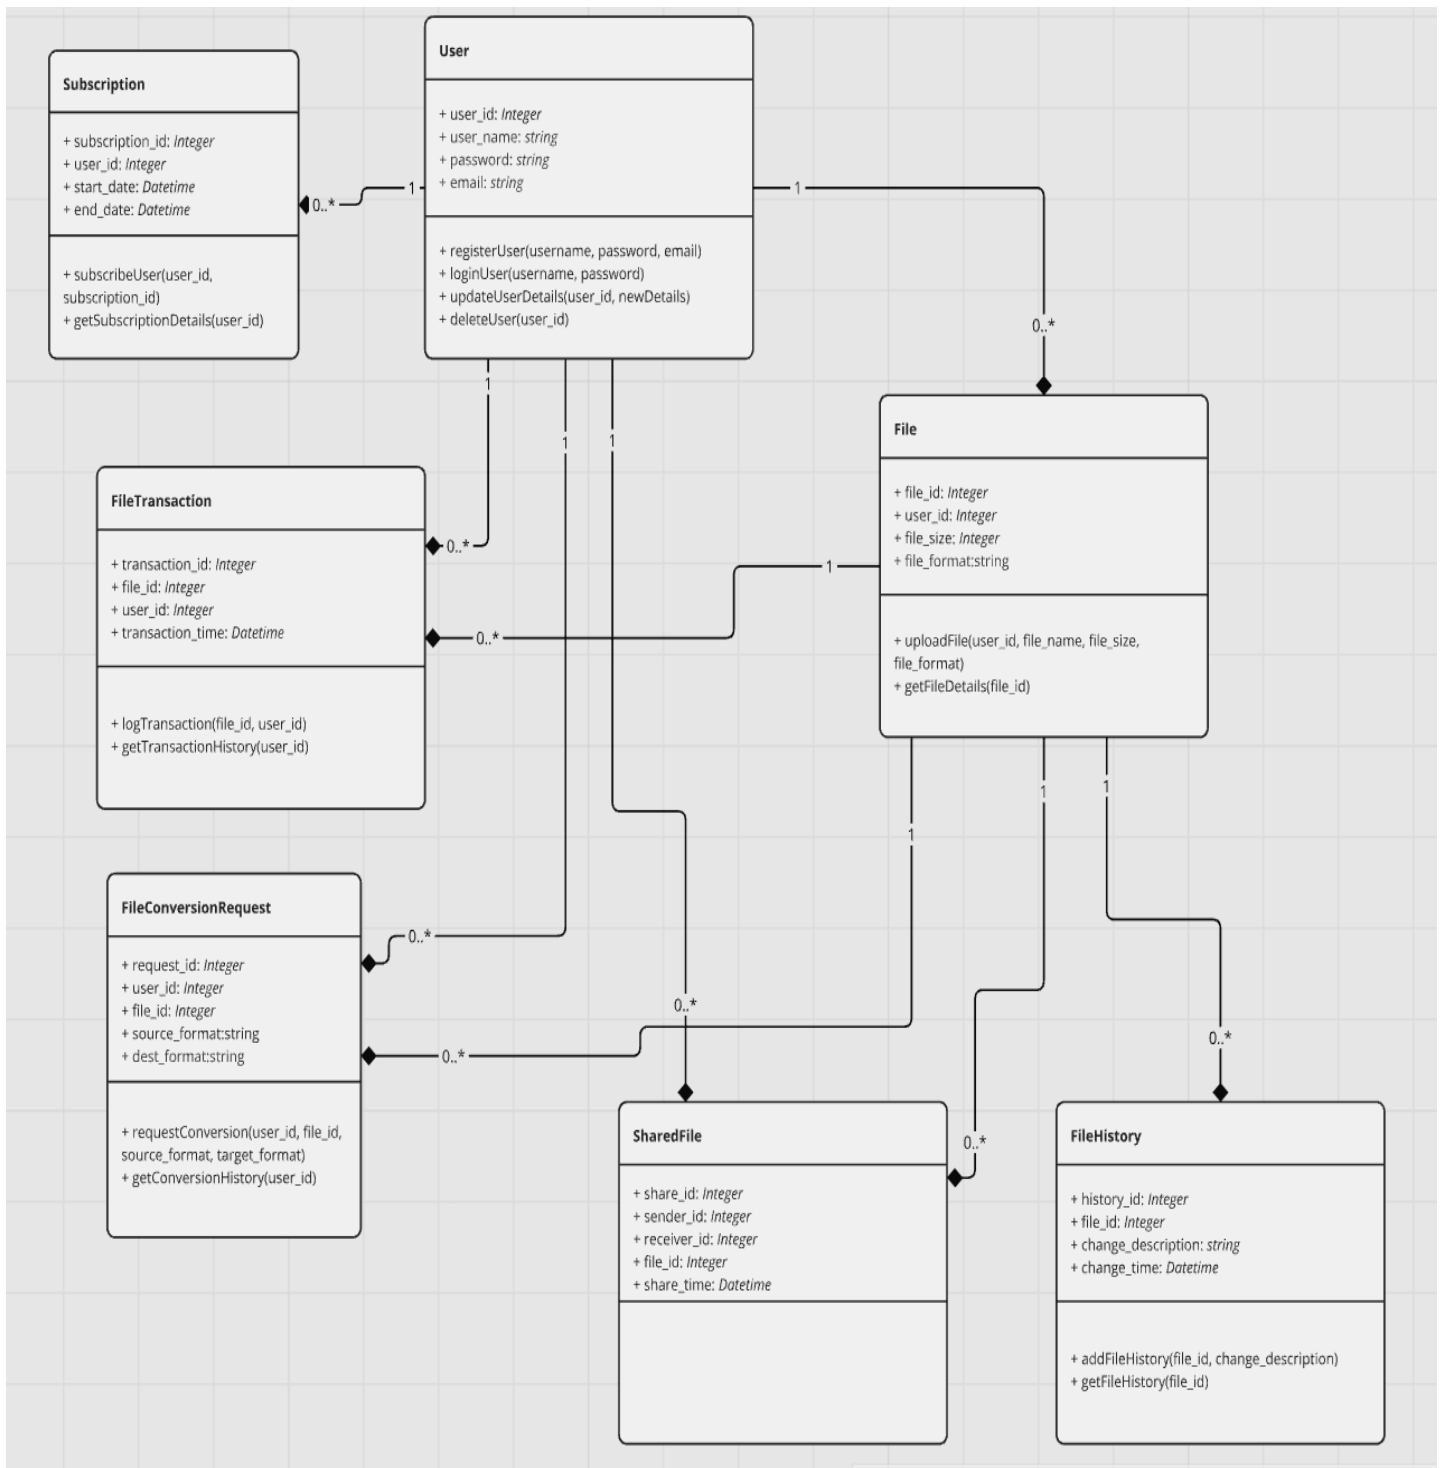 Subscription
+ subscription_id: Integer
+ user_id: Integer
+ start_date: Datetime
+ end_date: Datetime
+ subscribeUser(user_id,
subscription_id)
+ getSubscriptionDetails(user_id)
0..*
1
User
+ user_id: Integer
+ user_name: string
+ password: string
+ email: string
+ registerUser(username, password, email)
+ loginUser(username, password)
+ updateUserDetails(user_id, newDetails)
+ deleteUser(user_id)
1
0..*
1
1
1
File
+ file_id: Integer
+ user_id: Integer
+ file_size: Integer
+ file_format:string
+ uploadFile(user_id, file_name, file_size,
file_format)
+ getFileDetails(file_id)
FileTransaction
+ transaction_id: Integer
+ file_id: Integer
+ user_id: Integer
+ transaction_time: Datetime
+ logTransaction(file_id, user_id)
+ getTransactionHistory(user_id)
0..*
1
0..*
1
1
1
FileConversionRequest
+ request_id: Integer
+ user_id: Integer
+ file_id: Integer
+ source_format:string
+ dest_format:string
+ requestConversion(user_id, file_id,
source_format, target_format)
+ getConversionHistory(user_id)
0..*
0..*
0..*
0..*
0..*
SharedFile
+ share_id: Integer
+ sender_id: Integer
+ receiver_id: Integer
+ file_id: Integer
+ share_time: Datetime
FileHistory
+ history_id: Integer
+ file_id: Integer
+ change_description: string
+ change_time: Datetime
+ addFileHistory(file_id, change_description)
+ getFileHistory(file_id)